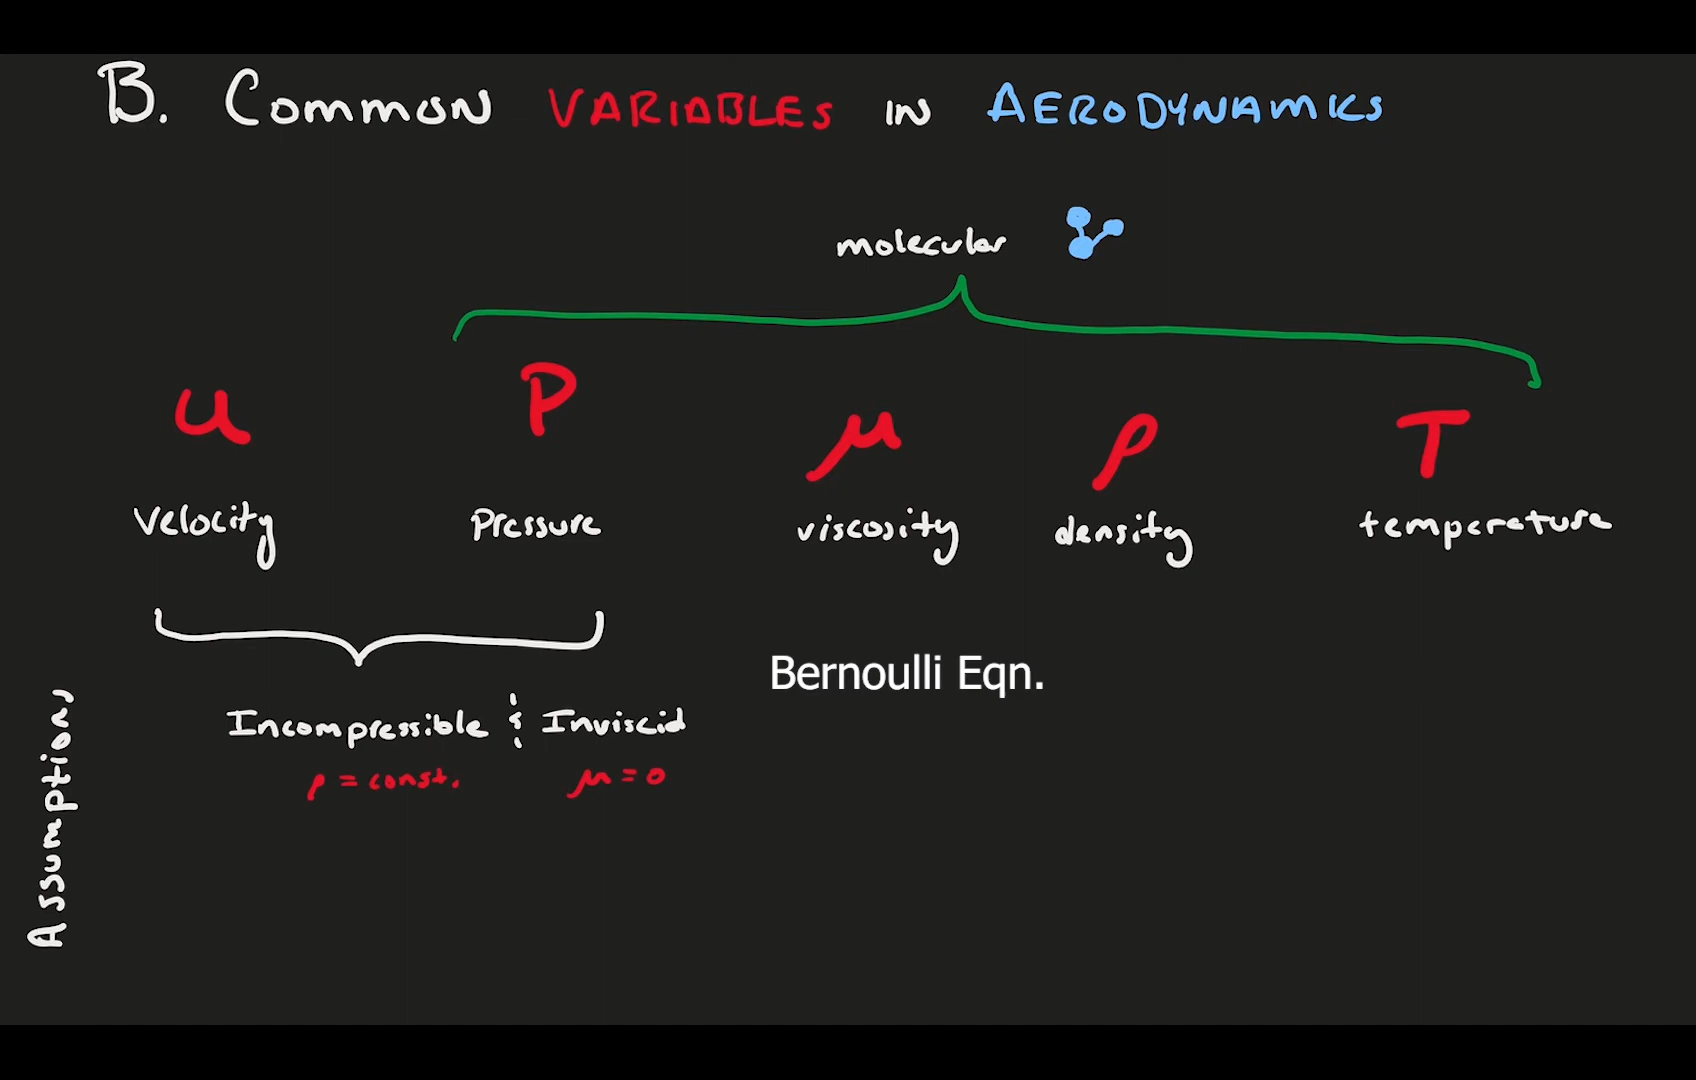 B. Common VARIABLES IN AERODYNAMICS
molecular
u P μ ρ T
Velocity Pressure viscosity density temperature
Bernoulli Eqn.
Incompressible & Inviscid
ρ = const. μ = 0
Assumptions